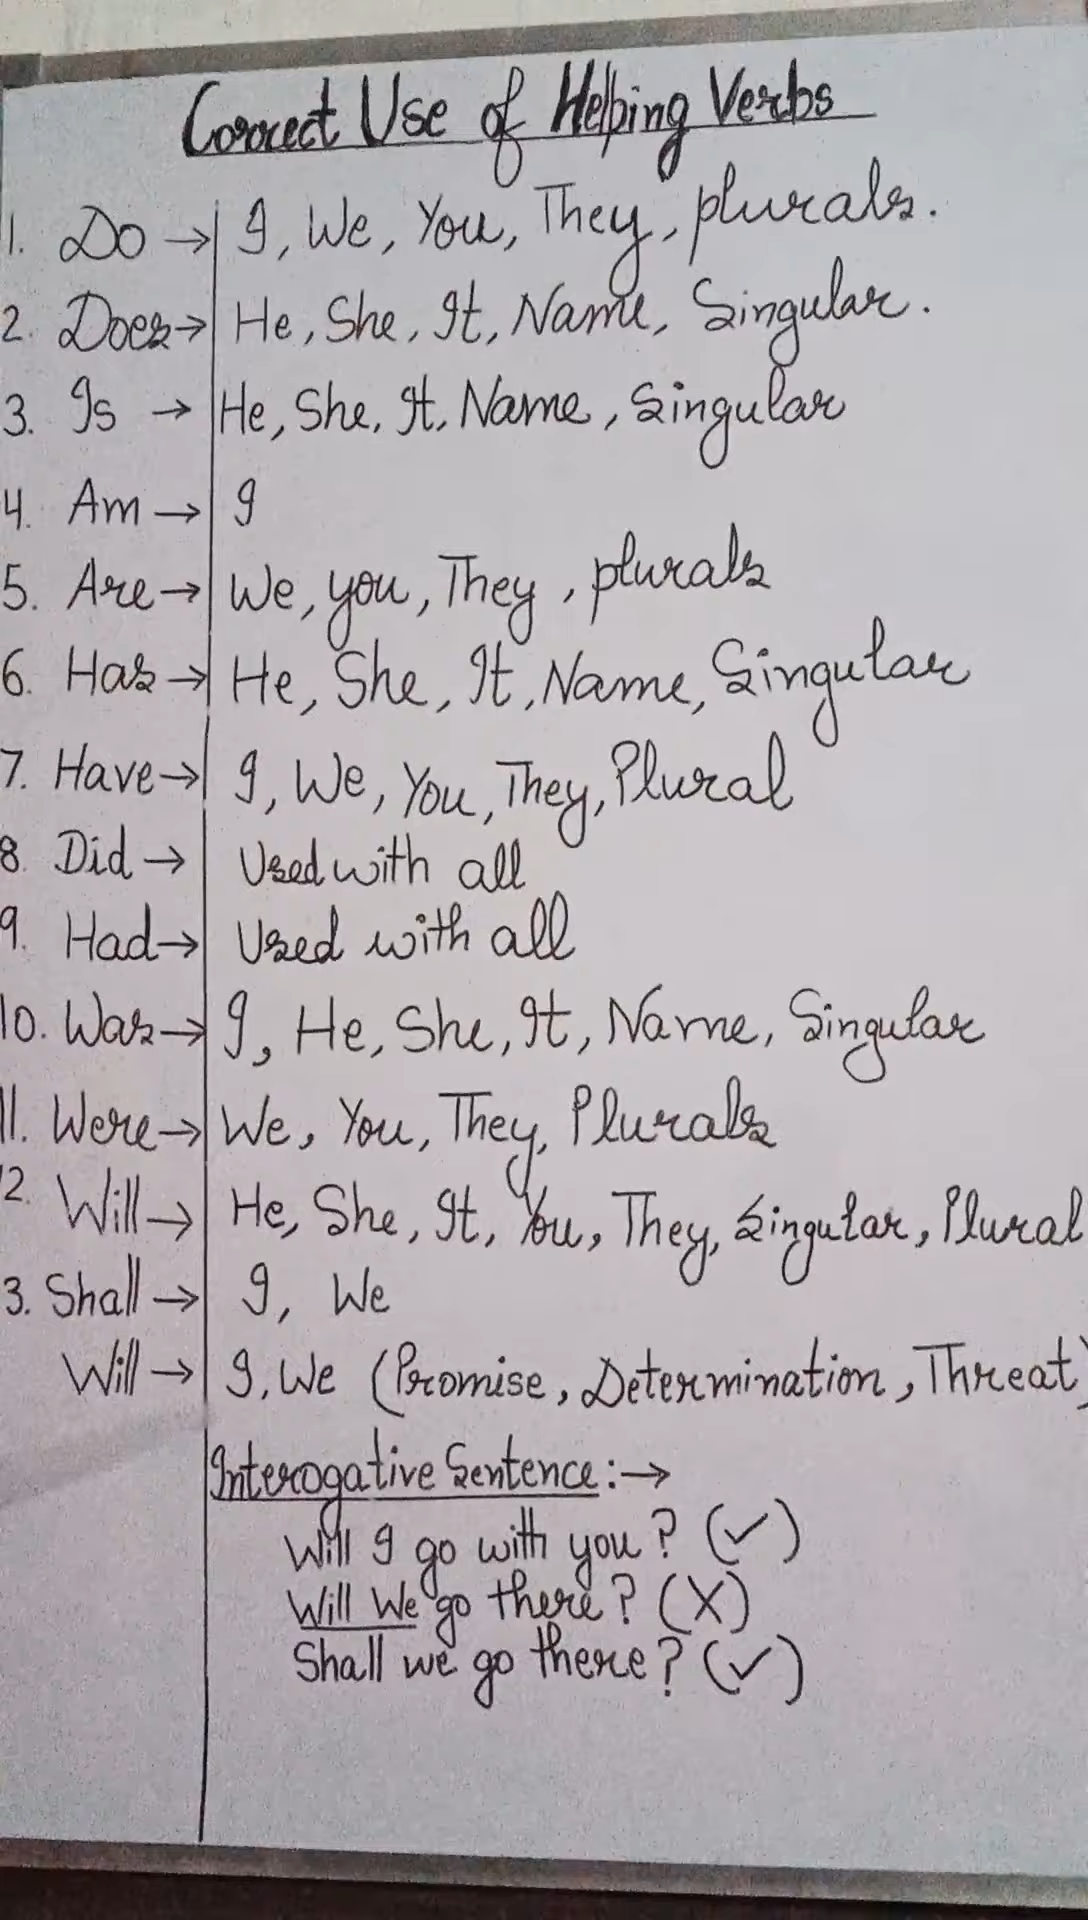 Correct Use of Helping Verbs
1. Do → I, We, You, They, plurals.
2. Does → He, She, It, Name, Singular.
3. Is → He, She, It, Name, Singular
4. Am → I
5. Are → We, you, They, plurals
6. Has → He, She, It, Name, Singular
7. Have → I, We, You, They, Plural
8. Did → Used with all
9. Had → Used with all
10. Was → I, He, She, It, Name, Singular
11. Were → We, You, They, Plurals
12. Will → He, She, It, You, They, Singular, Plural
3. Shall → I, We
Will → I, We (Promise, Determination, Threat)
Interogative Sentence :→
Will I go with you? (✓)
Will We go there? (X)
Shall we go there? (✓)